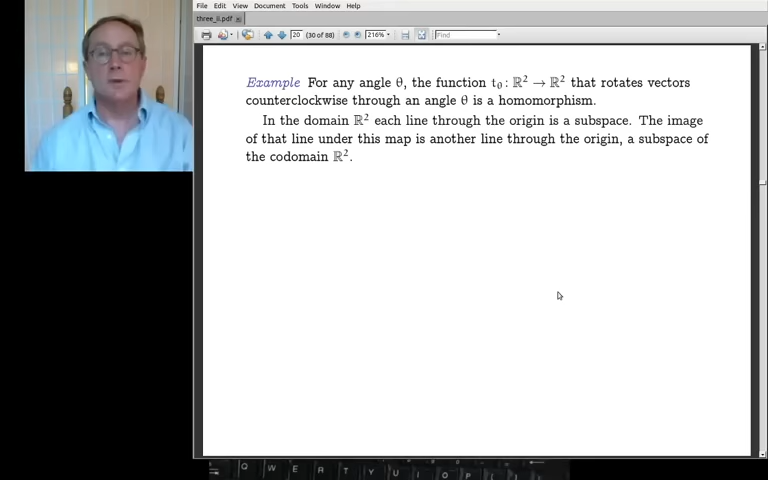 File Edit View Document Tools Window Help
three_ii.pdf
20 (30 of 88) 216% Find
Example For any angle θ, the function t_θ : ℝ² → ℝ² that rotates vectors
counterclockwise through an angle θ is a homomorphism.
In the domain ℝ² each line through the origin is a subspace. The image
of that line under this map is another line through the origin, a subspace of
the codomain ℝ².
Q W E R T Y U I O P